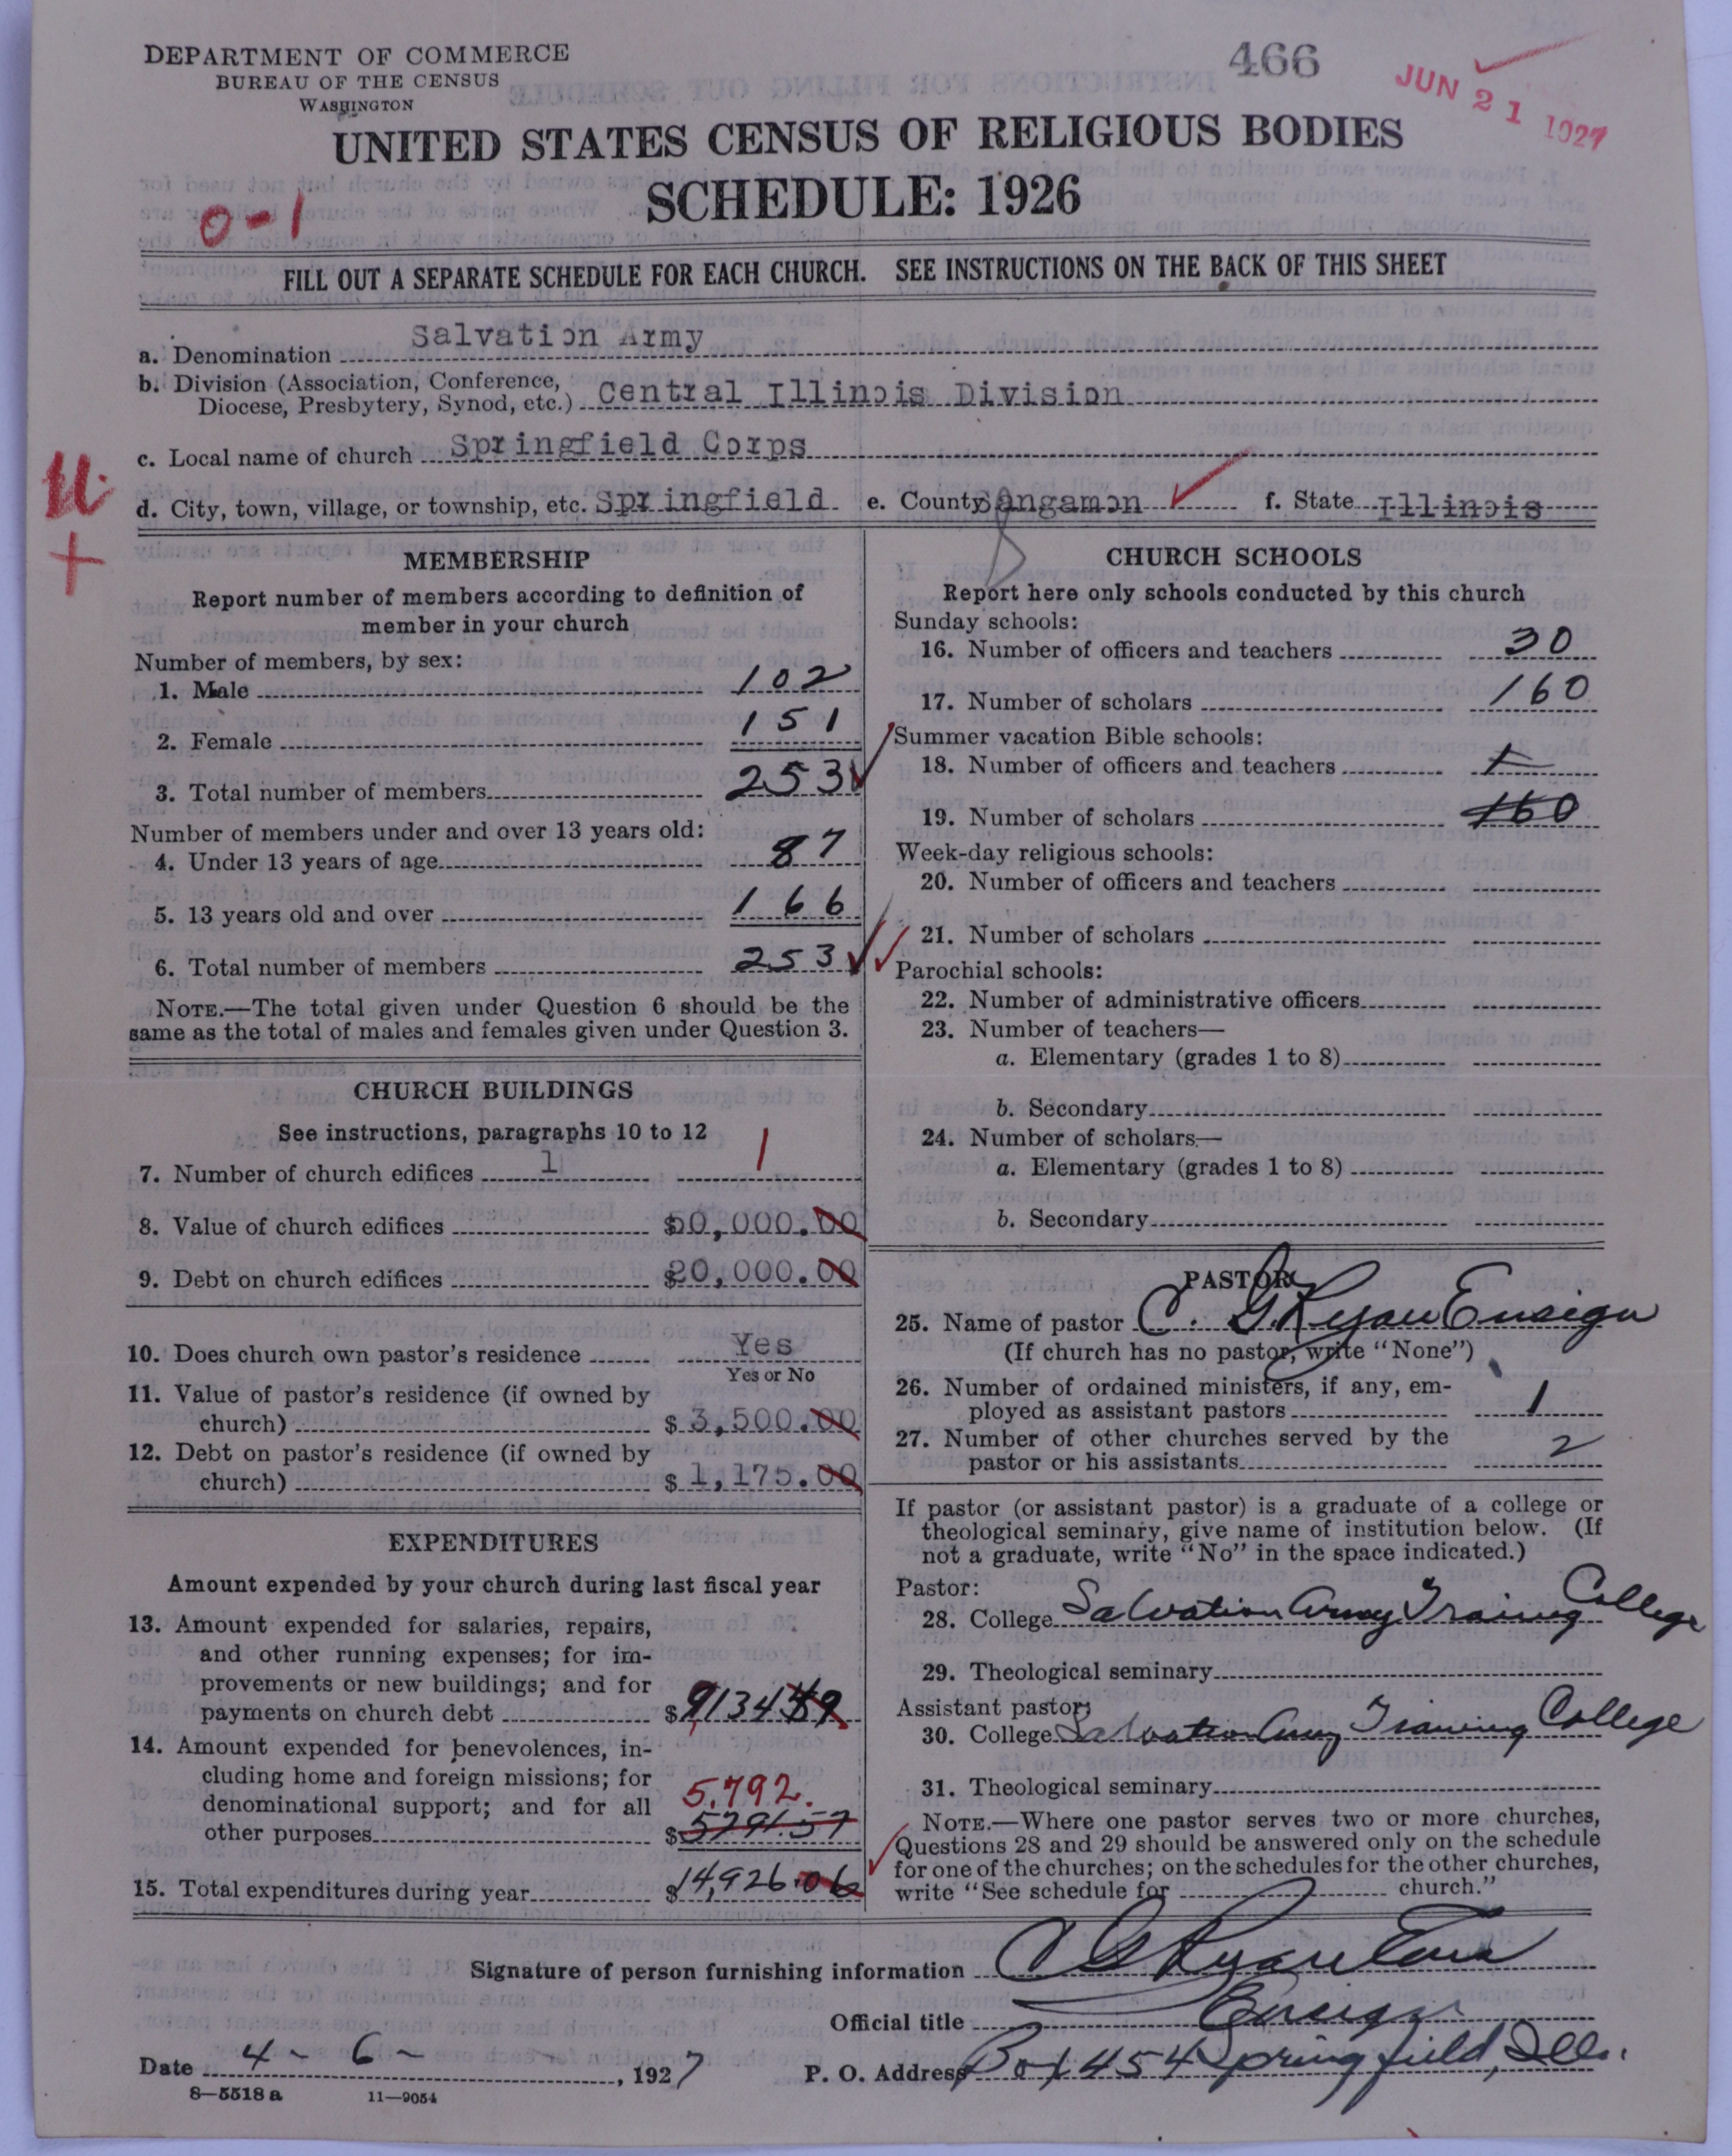 DEPARTMENT OF COMMERCE
BUREAU OF THE CENSUS
WASHINGTON
466
JUN 21 1927
UNITED STATES CENSUS OF RELIGIOUS BODIES
SCHEDULE: 1926
0-1
FILL OUT A SEPARATE SCHEDULE FOR EACH CHURCH. SEE INSTRUCTIONS ON THE BACK OF THIS SHEET
a. Denomination Salvation Army
b. Division (Association, Conference, Diocese, Presbytery, Synod, etc.) Central Illinois Division
c. Local name of church Springfield Corps
d. City, town, village, or township, etc. Springfield e. County Sangamon f. State Illinois
MEMBERSHIP
Report number of members according to definition of
member in your church
Number of members, by sex:
1. Male 102
2. Female 151
3. Total number of members 253
Number of members under and over 13 years old:
4. Under 13 years of age 87
5. 13 years old and over 166
6. Total number of members 253
NOTE.—The total given under Question 6 should be the
same as the total of males and females given under Question 3.
CHURCH BUILDINGS
See instructions, paragraphs 10 to 12
7. Number of church edifices 1 1
8. Value of church edifices $50,000.00
9. Debt on church edifices $20,000.00
10. Does church own pastor's residence Yes
Yes or No
11. Value of pastor's residence (if owned by
church) $ 3,500.00
12. Debt on pastor's residence (if owned by
church) $ 1,175.00
EXPENDITURES
Amount expended by your church during last fiscal year
13. Amount expended for salaries, repairs,
and other running expenses; for im-
provements or new buildings; and for
payments on church debt $ 9134 49
14. Amount expended for benevolences, in-
cluding home and foreign missions; for
denominational support; and for all 5,792.
other purposes $ 5791.57
15. Total expenditures during year $ 14,926.06
CHURCH SCHOOLS
Report here only schools conducted by this church
Sunday schools:
16. Number of officers and teachers 30
17. Number of scholars 160
Summer vacation Bible schools:
18. Number of officers and teachers
19. Number of scholars 160
Week-day religious schools:
20. Number of officers and teachers
21. Number of scholars
Parochial schools:
22. Number of administrative officers
23. Number of teachers—
a. Elementary (grades 1 to 8)
b. Secondary
24. Number of scholars—
a. Elementary (grades 1 to 8)
b. Secondary
PASTOR
25. Name of pastor C. G. Ryan Ensign
(If church has no pastor, write "None")
26. Number of ordained ministers, if any, em-
ployed as assistant pastors 1
27. Number of other churches served by the
pastor or his assistants 2
If pastor (or assistant pastor) is a graduate of a college or
theological seminary, give name of institution below. (If
not a graduate, write "No" in the space indicated.)
Pastor:
28. College Salvation Army Training College
29. Theological seminary
Assistant pastor:
30. College Salvation Army Training College
31. Theological seminary
NOTE.—Where one pastor serves two or more churches,
Questions 28 and 29 should be answered only on the schedule
for one of the churches; on the schedules for the other churches,
write "See schedule for church."
Signature of person furnishing information C G Ryan
Official title Ensign
Date 4-6-, 1927 P. O. Address Box 454 Springfield, Ills.
8—5518 a 11—9054